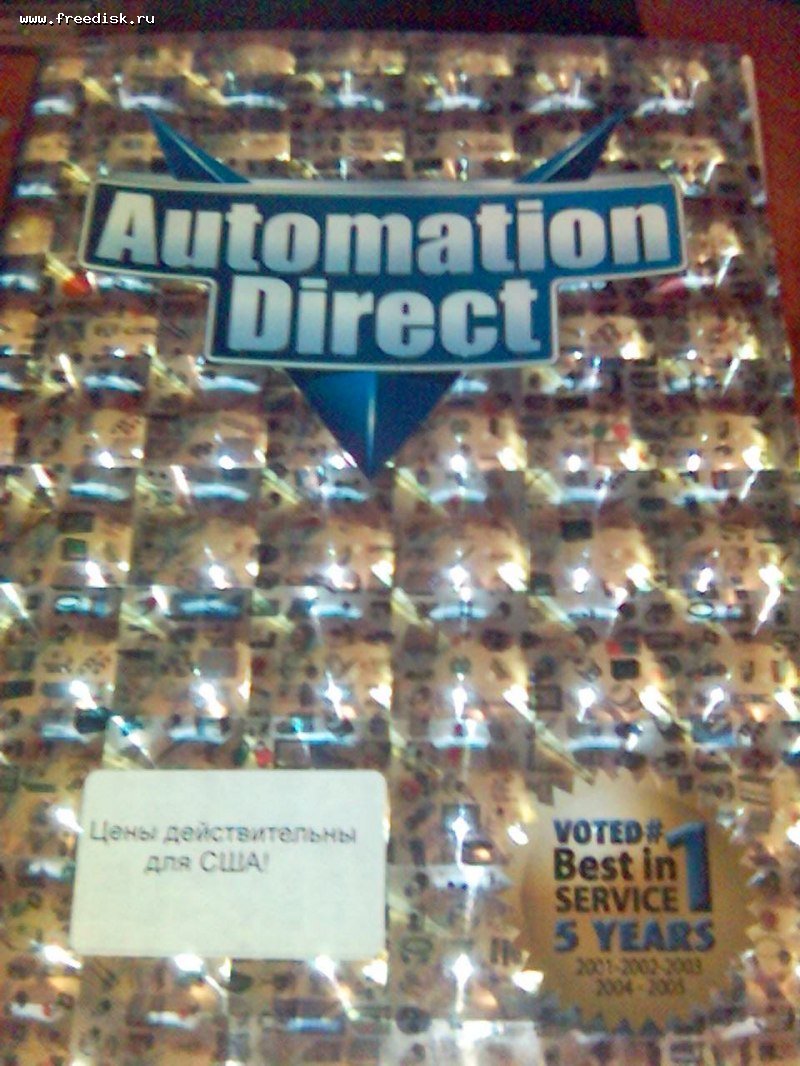 www.freedisk.ru
Automation
Direct
Цены действительны
для США!
VOTED# 1
Best in
SERVICE
5 YEARS
2001-2002-2003
2004 - 2005